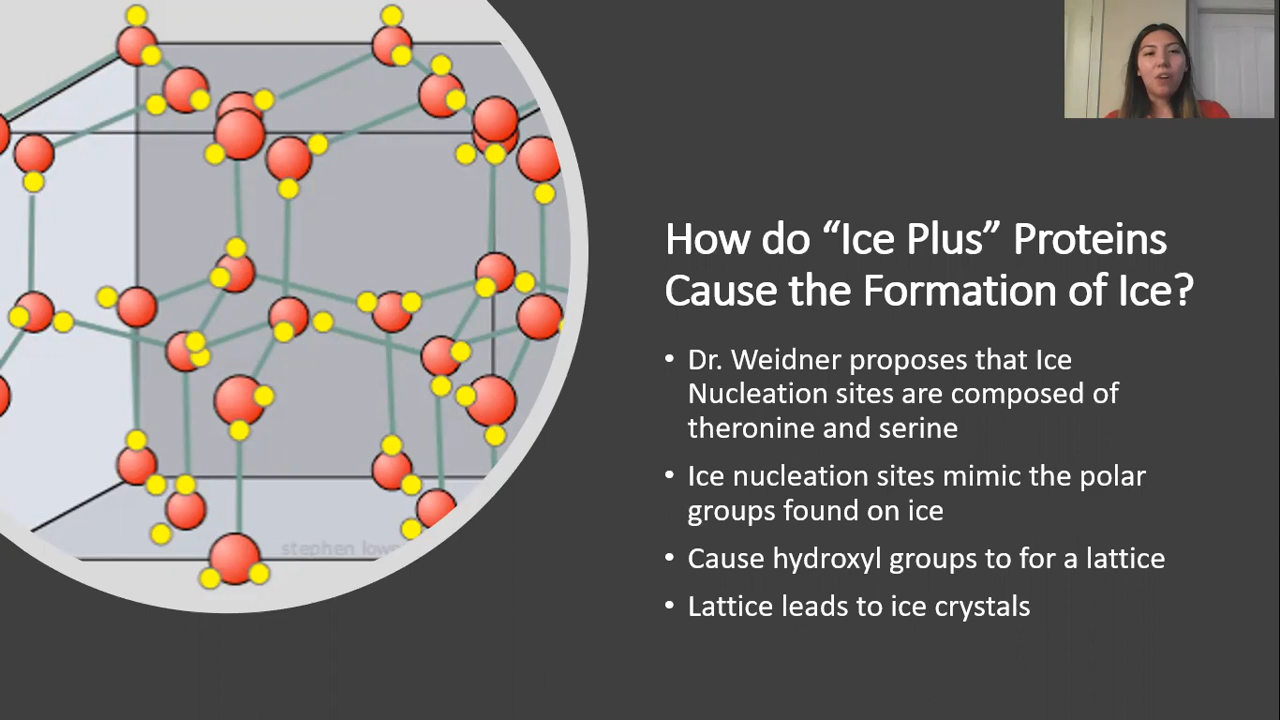 How do “Ice Plus” Proteins
Cause the Formation of Ice?
• Dr. Weidner proposes that Ice
Nucleation sites are composed of
theronine and serine
• Ice nucleation sites mimic the polar
groups found on ice
• Cause hydroxyl groups to for a lattice
• Lattice leads to ice crystals
stephen